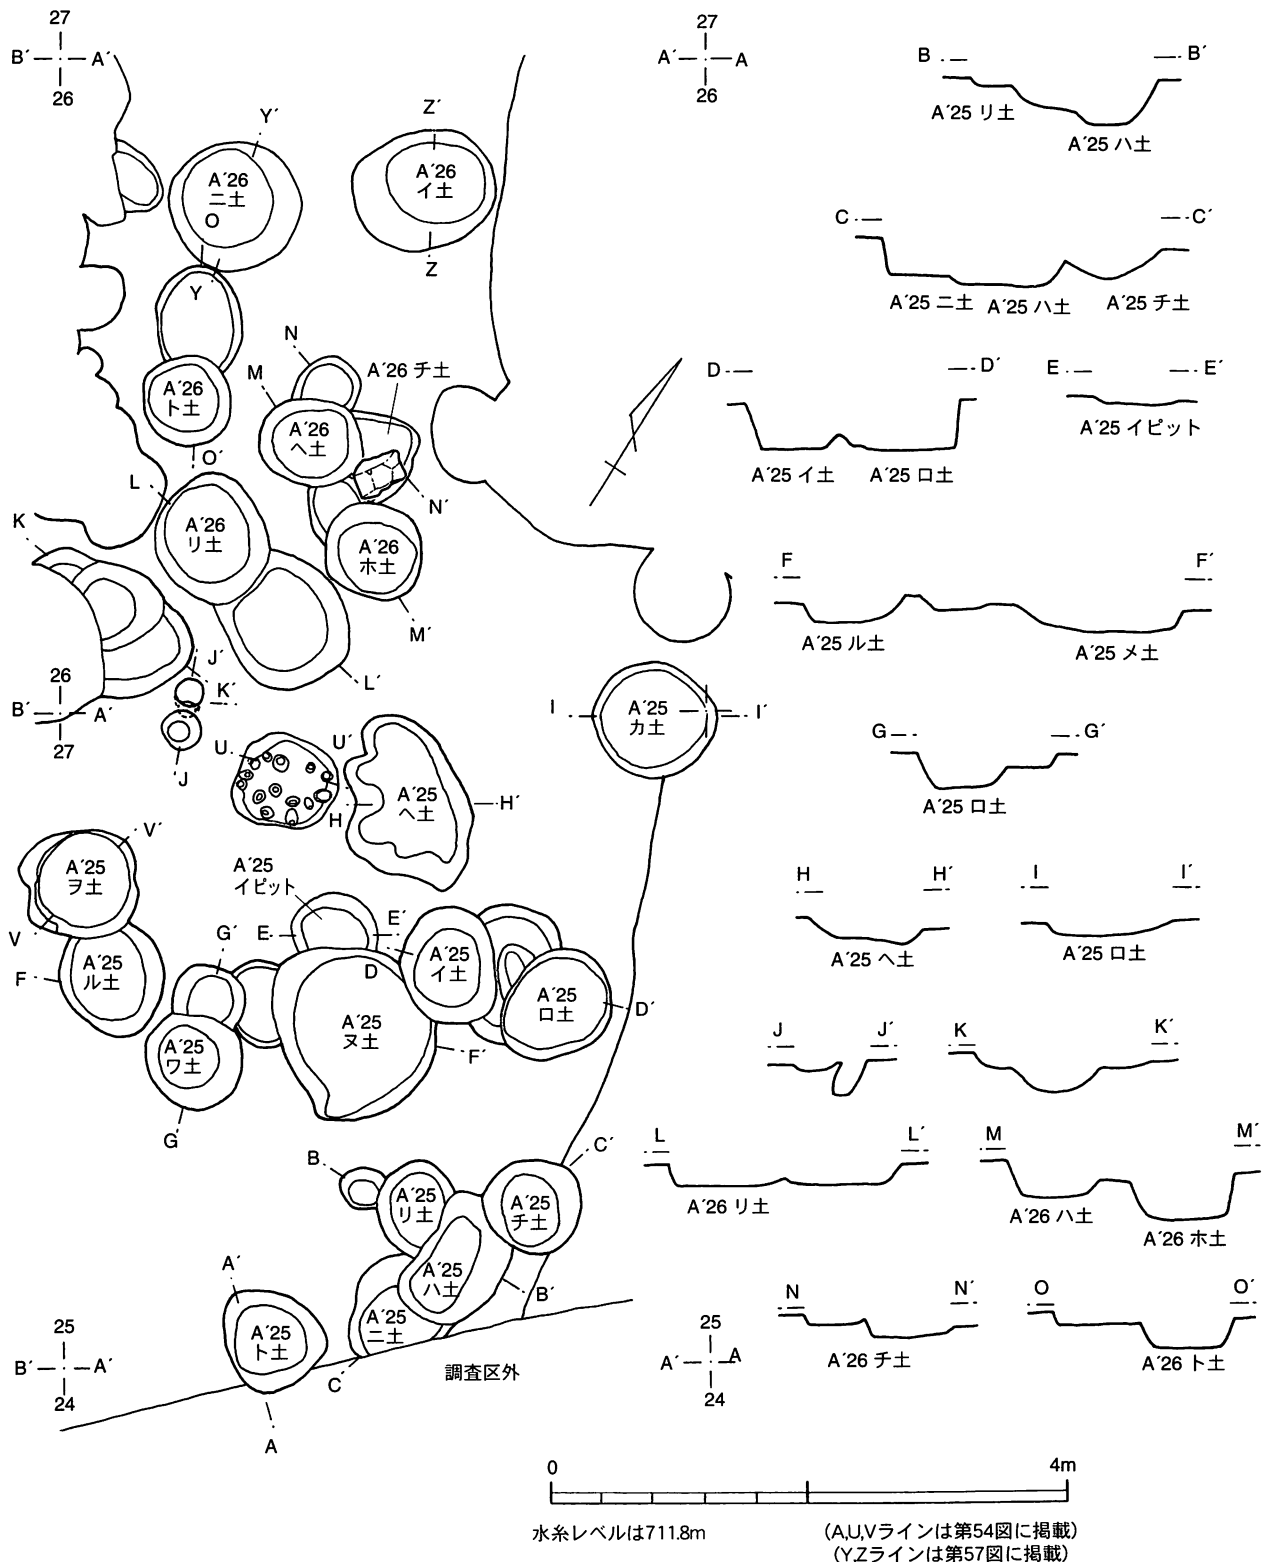 27
B´ A´
26
27
A´ A
26
B B´
A´25 リ土
A´25 ハ土
Y´
Z´
A´26
ニ土
O
A´26
イ土
Y
Z
C C´
A´25 ニ土 A´25 ハ土 A´25 チ土
N
M
A´26 チ土
A´26
ト土
A´26
ヘ土
O´
N´
D D´ E E´
A´25 イピット
A´25 イ土 A´25 ロ土
L
K
A´26
リ土
A´26
ホ土
M´
L´
J´
K´
J
F F´
A´25 ル土 A´25 メ土
26
B´ A´
27
I I´
A´25
カ土
G G´
A´25 ロ土
U U´
H H´
A´25
ヘ土
V´
A´25
ヲ土
V
A´25
イピット
H H´ I I´
A´25 ヘ土 A´25 ロ土
G´ E E´
D
F
A´25
ル土
A´25
イ土
A´25
ロ土
D´
A´25
ヌ土
F´
A´25
ワ土
G
J J´ K K´
L L´ M M´
A´26 リ土 A´26 ハ土
A´26 ホ土
B
C´
A´25
リ土
A´25
チ土
A´25
ハ土
B´
A´
A´25
ニ土
A´25
ト土
C
A
調査区外
25
B´ A´
24
25
A´ A
24
N N´ O O´
A´26 チ土 A´26 ト土
0 4m
水糸レベルは711.8m
(A,U,Vラインは第54図に掲載)
(Y,Zラインは第57図に掲載)